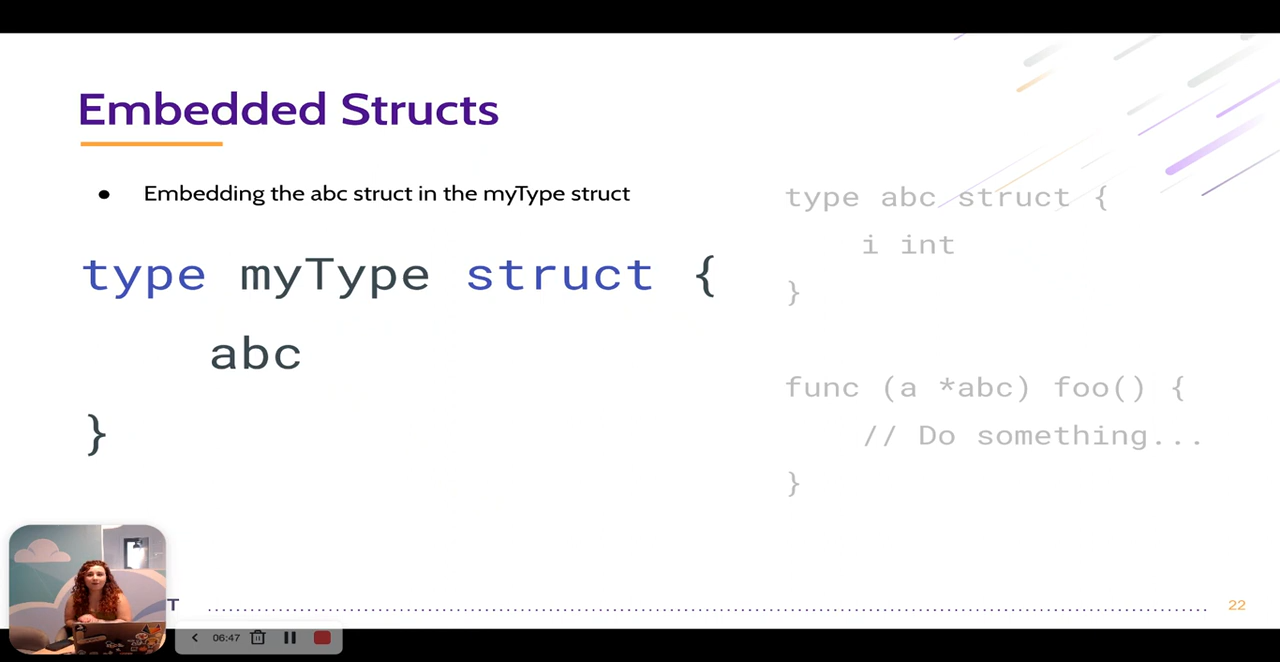 Embedded Structs
● Embedding the abc struct in the myType struct
type myType struct {
abc
}
type abc struct {
i int
}
func (a *abc) foo() {
// Do something...
}
T
22
06:47